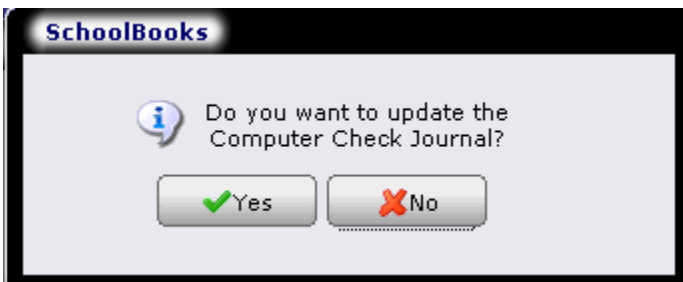 SchoolBooks
Do you want to update the
Computer Check Journal?
Yes No